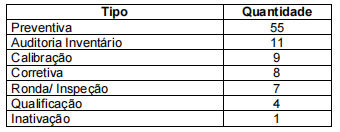 Tipo Quantidade
Preventiva 55
Auditoria Inventário 11
Calibração 9
Corretiva 8
Ronda/ Inspeção 7
Qualificação 4
Inativação 1